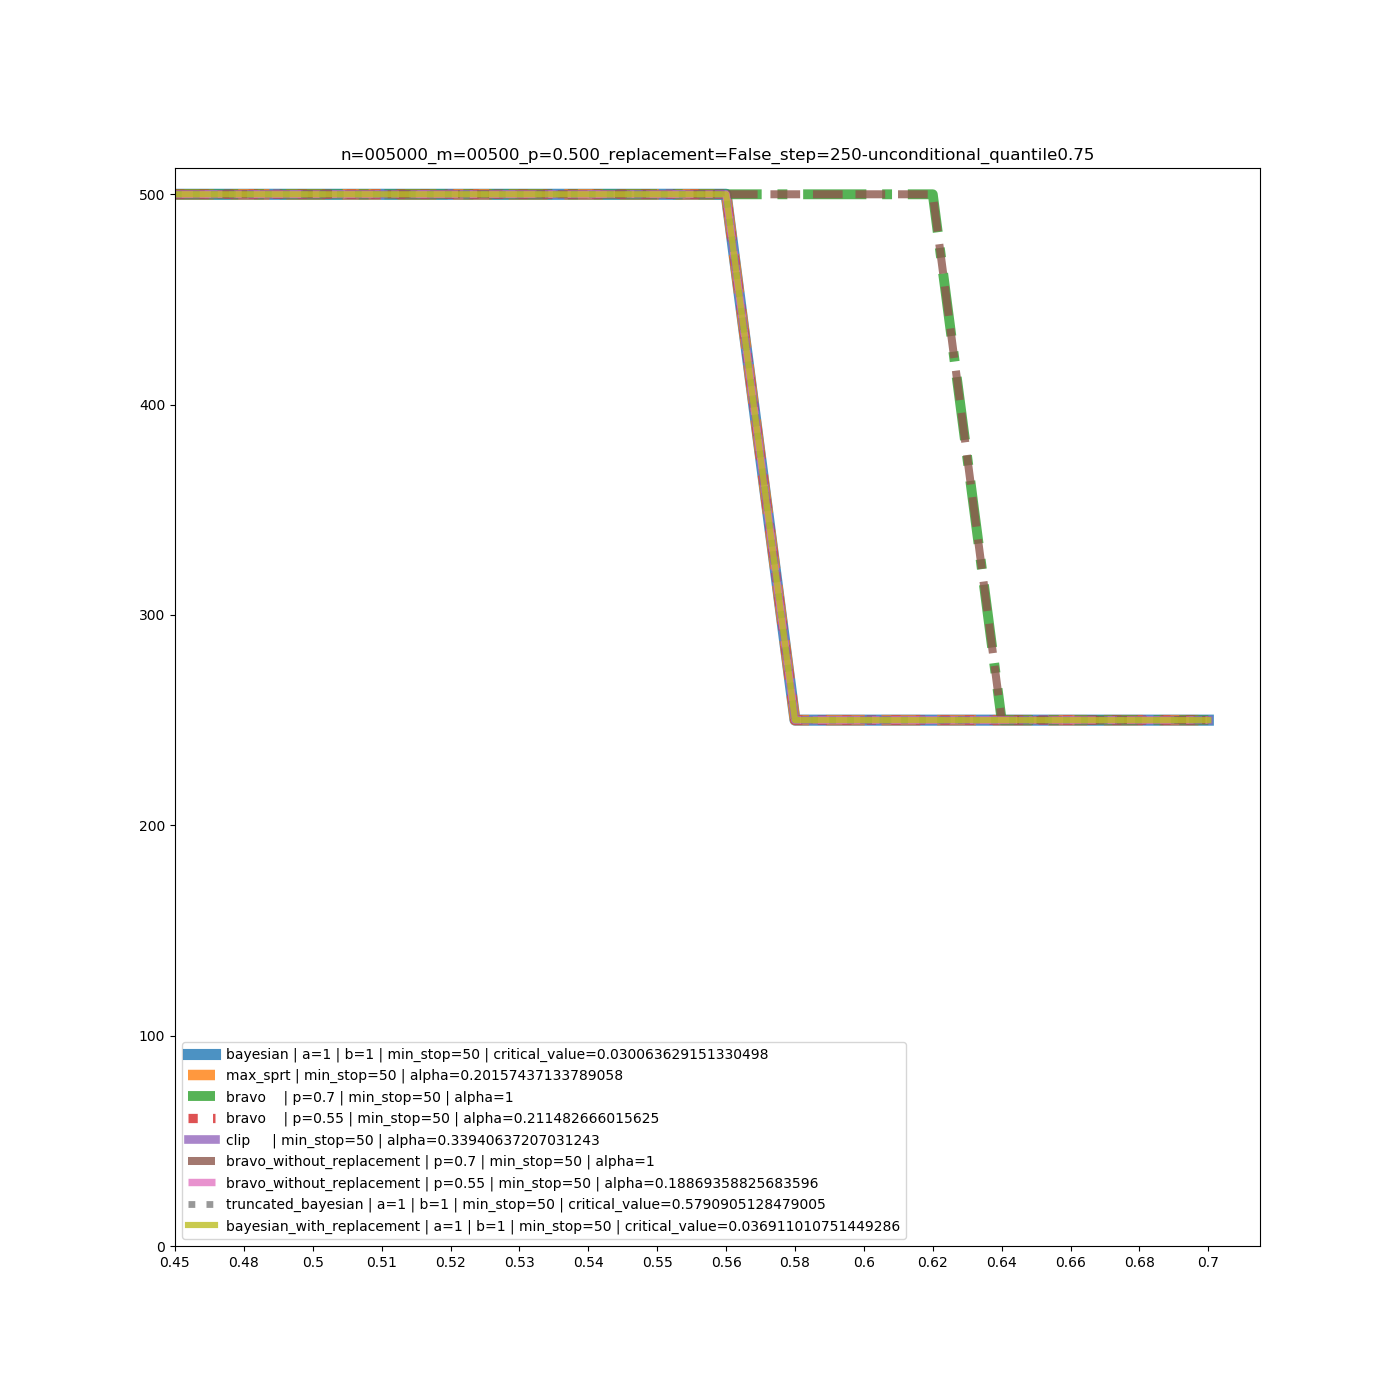 n=005000_m=00500_p=0.500_replacement=False_step=250-unconditional_quantile0.75
500
400
300
200
100
0
bayesian | a=1 | b=1 | min_stop=50 | critical_value=0.030063629151330498
max_sprt | min_stop=50 | alpha=0.20157437133789058
bravo    | p=0.7 | min_stop=50 | alpha=1
bravo    | p=0.55 | min_stop=50 | alpha=0.211482666015625
clip     | min_stop=50 | alpha=0.33940637207031243
bravo_without_replacement | p=0.7 | min_stop=50 | alpha=1
bravo_without_replacement | p=0.55 | min_stop=50 | alpha=0.18869358825683596
truncated_bayesian | a=1 | b=1 | min_stop=50 | critical_value=0.5790905128479005
bayesian_with_replacement | a=1 | b=1 | min_stop=50 | critical_value=0.036911010751449286
0.45 0.48 0.5 0.51 0.52 0.53 0.54 0.55 0.56 0.58 0.6 0.62 0.64 0.66 0.68 0.7